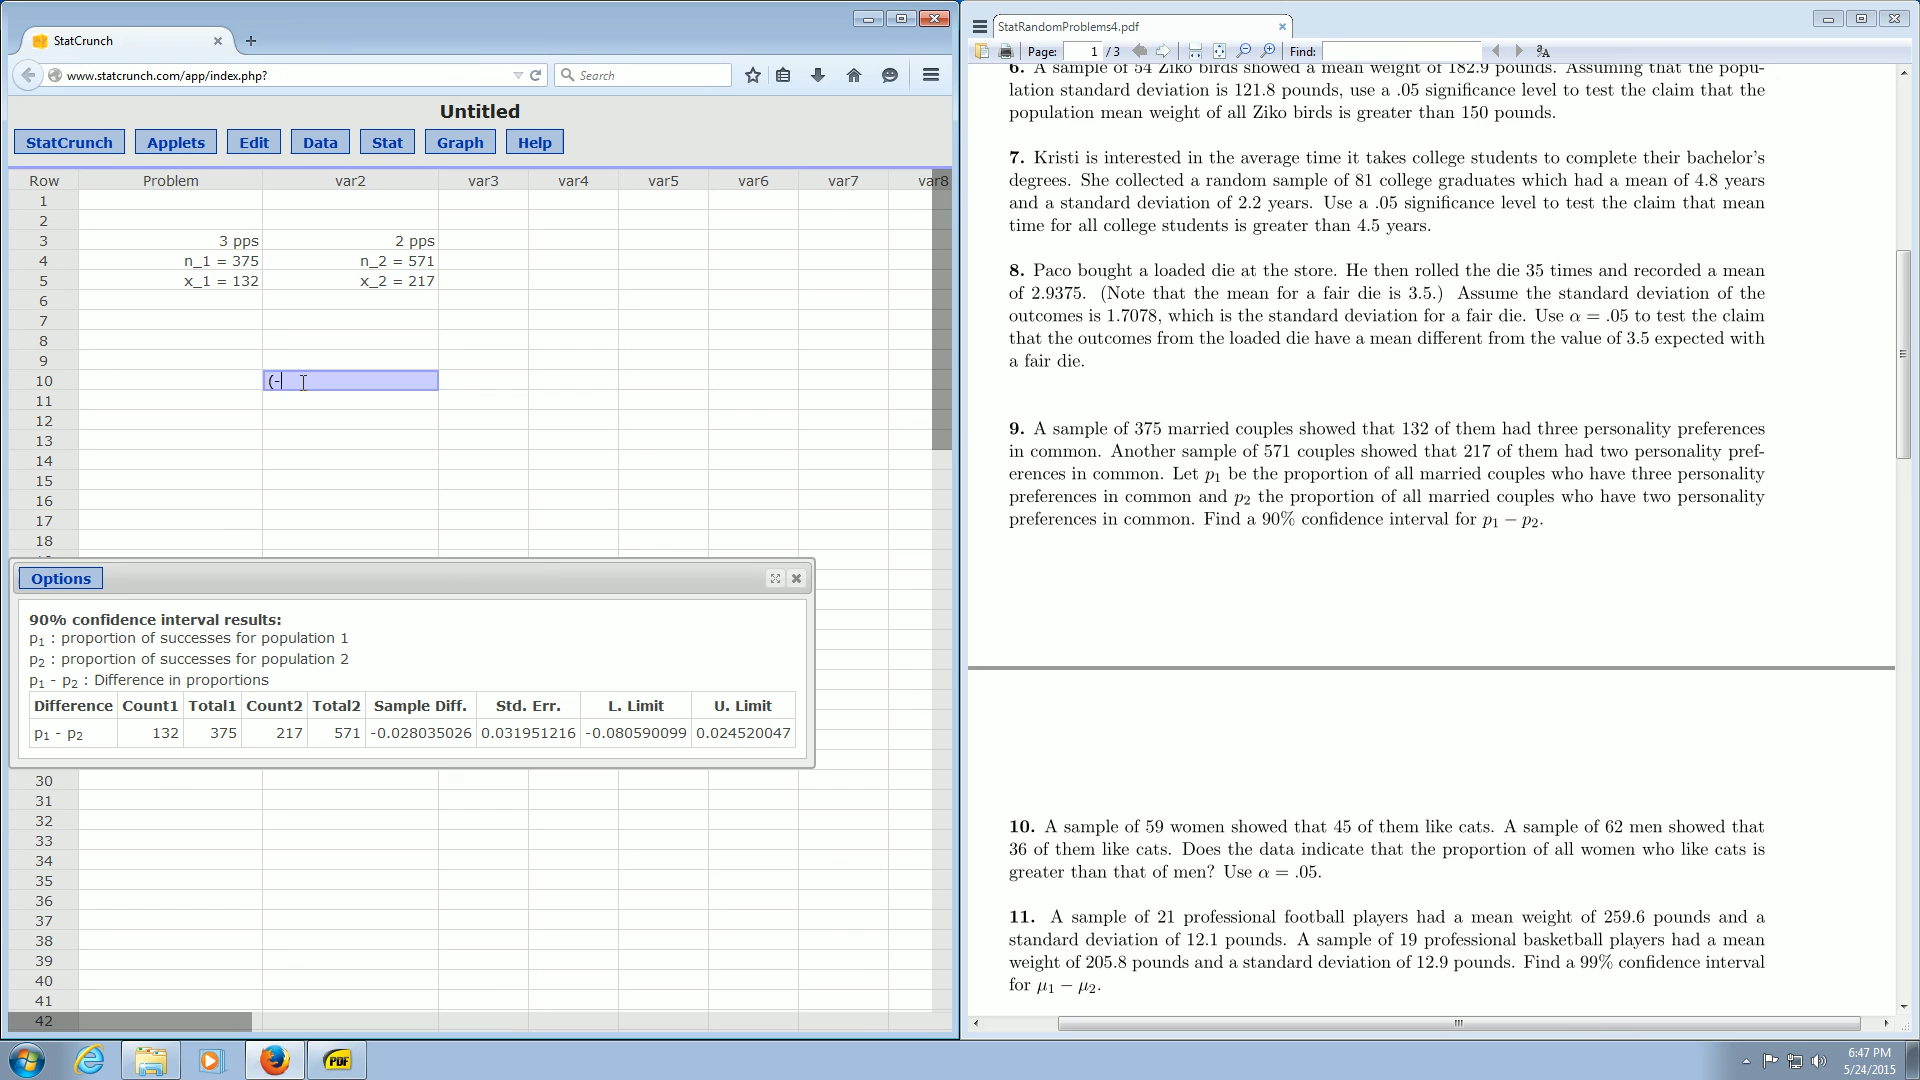 StatCrunch
www.statcrunch.com/app/index.php?
Search
Untitled
StatCrunch Applets Edit Data Stat Graph Help
Row Problem var2 var3 var4 var5 var6 var7 var8
1
2
3 3 pps 2 pps
4 n_1 = 375 n_2 = 571
5 x_1 = 132 x_2 = 217
6
7
8
9
10 (-
11
12
13
14
15
16
17
18
Options
90% confidence interval results:
p1 : proportion of successes for population 1
p2 : proportion of successes for population 2
p1 - p2 : Difference in proportions
Difference Count1 Total1 Count2 Total2 Sample Diff. Std. Err. L. Limit U. Limit
p1 - p2 132 375 217 571 -0.028035026 0.031951216 -0.080590099 0.024520047
30
31
32
33
34
35
36
37
38
39
40
41
42
StatRandomProblems4.pdf
Page: 1 / 3 Find:
6. A sample of 54 Ziko birds showed a mean weight of 182.9 pounds. Assuming that the popu-
lation standard deviation is 121.8 pounds, use a .05 significance level to test the claim that the
population mean weight of all Ziko birds is greater than 150 pounds.
7. Kristi is interested in the average time it takes college students to complete their bachelor's
degrees. She collected a random sample of 81 college graduates which had a mean of 4.8 years
and a standard deviation of 2.2 years. Use a .05 significance level to test the claim that mean
time for all college students is greater than 4.5 years.
8. Paco bought a loaded die at the store. He then rolled the die 35 times and recorded a mean
of 2.9375. (Note that the mean for a fair die is 3.5.) Assume the standard deviation of the
outcomes is 1.7078, which is the standard deviation for a fair die. Use α = .05 to test the claim
that the outcomes from the loaded die have a mean different from the value of 3.5 expected with
a fair die.
9. A sample of 375 married couples showed that 132 of them had three personality preferences
in common. Another sample of 571 couples showed that 217 of them had two personality pref-
erences in common. Let p1 be the proportion of all married couples who have three personality
preferences in common and p2 the proportion of all married couples who have two personality
preferences in common. Find a 90% confidence interval for p1 − p2.
10. A sample of 59 women showed that 45 of them like cats. A sample of 62 men showed that
36 of them like cats. Does the data indicate that the proportion of all women who like cats is
greater than that of men? Use α = .05.
11. A sample of 21 professional football players had a mean weight of 259.6 pounds and a
standard deviation of 12.1 pounds. A sample of 19 professional basketball players had a mean
weight of 205.8 pounds and a standard deviation of 12.9 pounds. Find a 99% confidence interval
for μ1 − μ2.
PDF
6:47 PM
5/24/2015